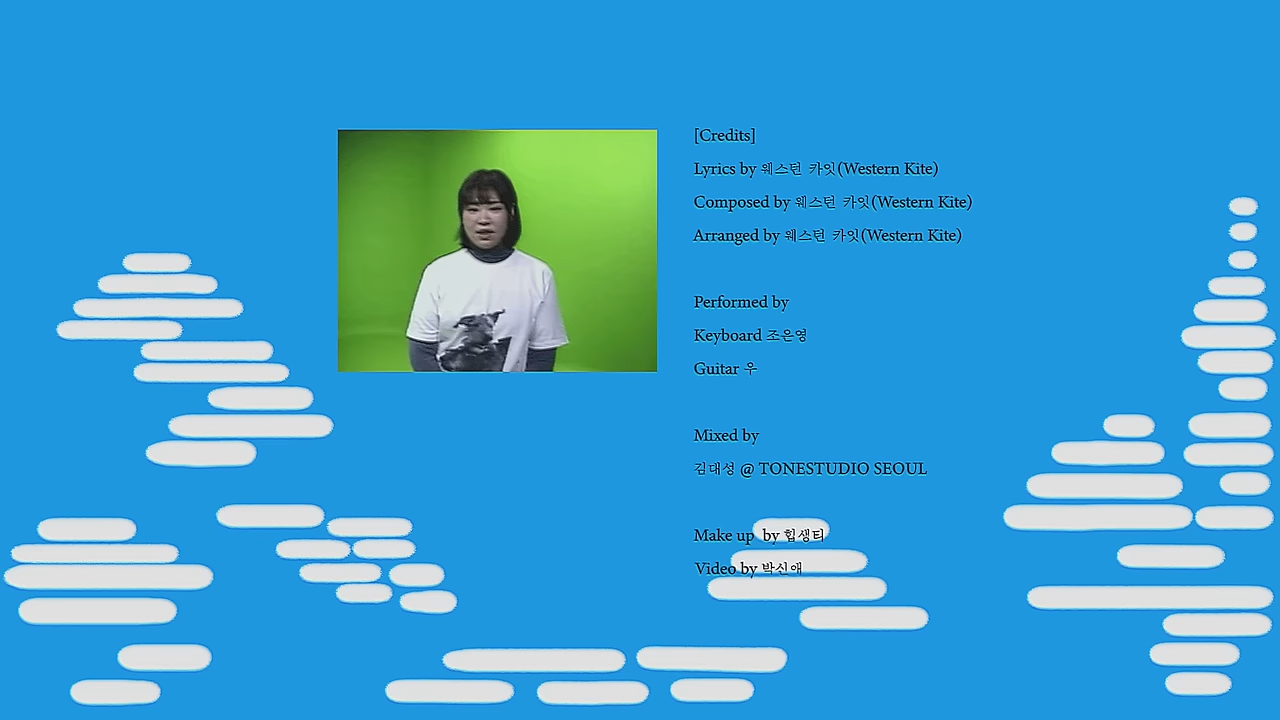 [Credits]
Lyrics by 웨스턴 카잇(Western Kite)
Composed by 웨스턴 카잇(Western Kite)
Arranged by 웨스턴 카잇(Western Kite)
Performed by
Keyboard 조은영
Guitar 우
Mixed by
김대성 @ TONESTUDIO SEOUL
Make up by 힙생티
Video by 박신애